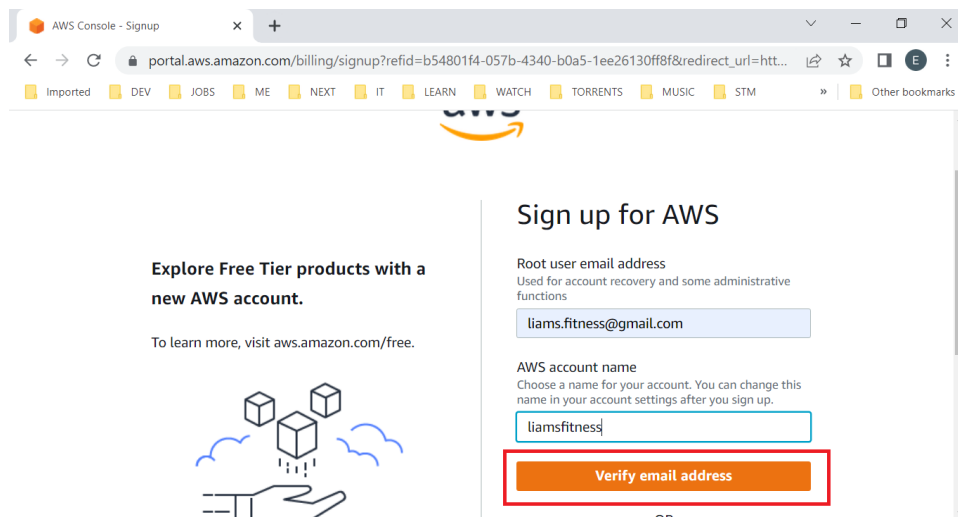 AWS Console - Signup
portal.aws.amazon.com/billing/signup?refid=b54801f4-057b-4340-b0a5-1ee26130ff8f&redirect_url=htt...
E
Imported DEV JOBS ME NEXT IT LEARN WATCH TORRENTS MUSIC STM » Other bookmarks
aws
Sign up for AWS
Explore Free Tier products with a
new AWS account.
To learn more, visit aws.amazon.com/free.
Root user email address
Used for account recovery and some administrative
functions
liams.fitness@gmail.com
AWS account name
Choose a name for your account. You can change this
name in your account settings after you sign up.
liamsfitness
Verify email address
OR